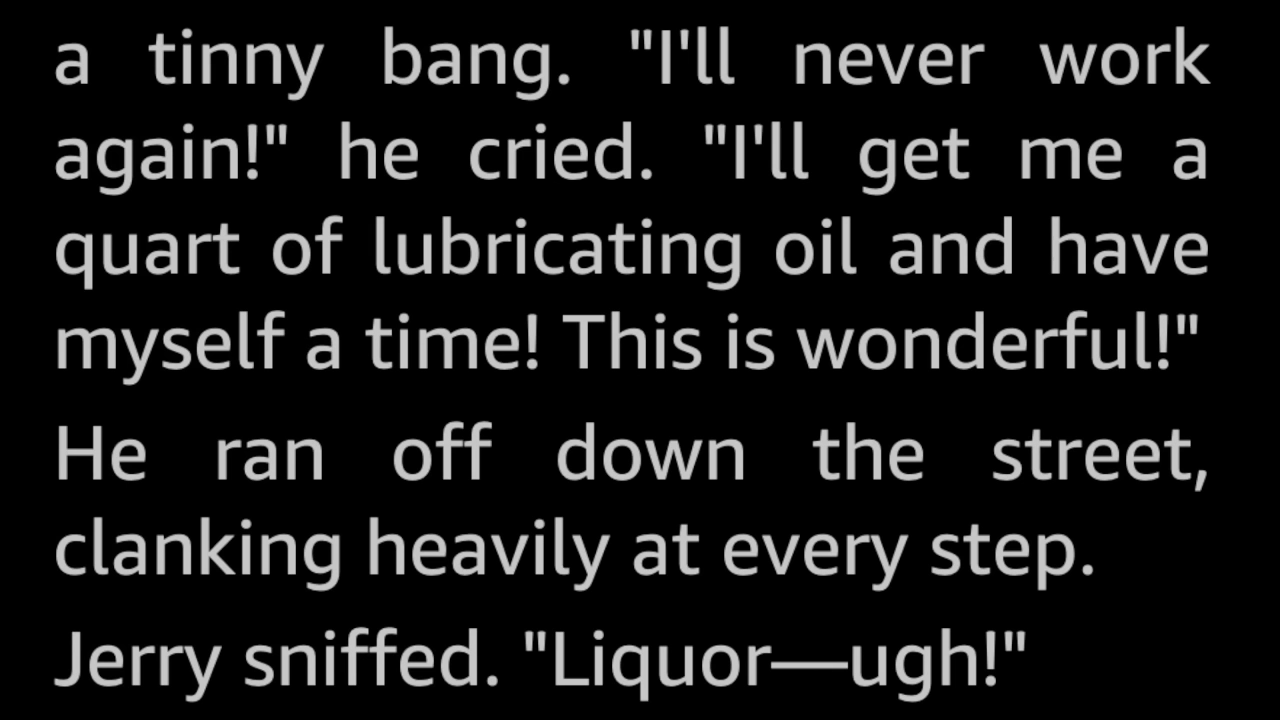 a tinny bang. "I'll never work
again!" he cried. "I'll get me a
quart of lubricating oil and have
myself a time! This is wonderful!"
He ran off down the street,
clanking heavily at every step.
Jerry sniffed. "Liquor—ugh!"